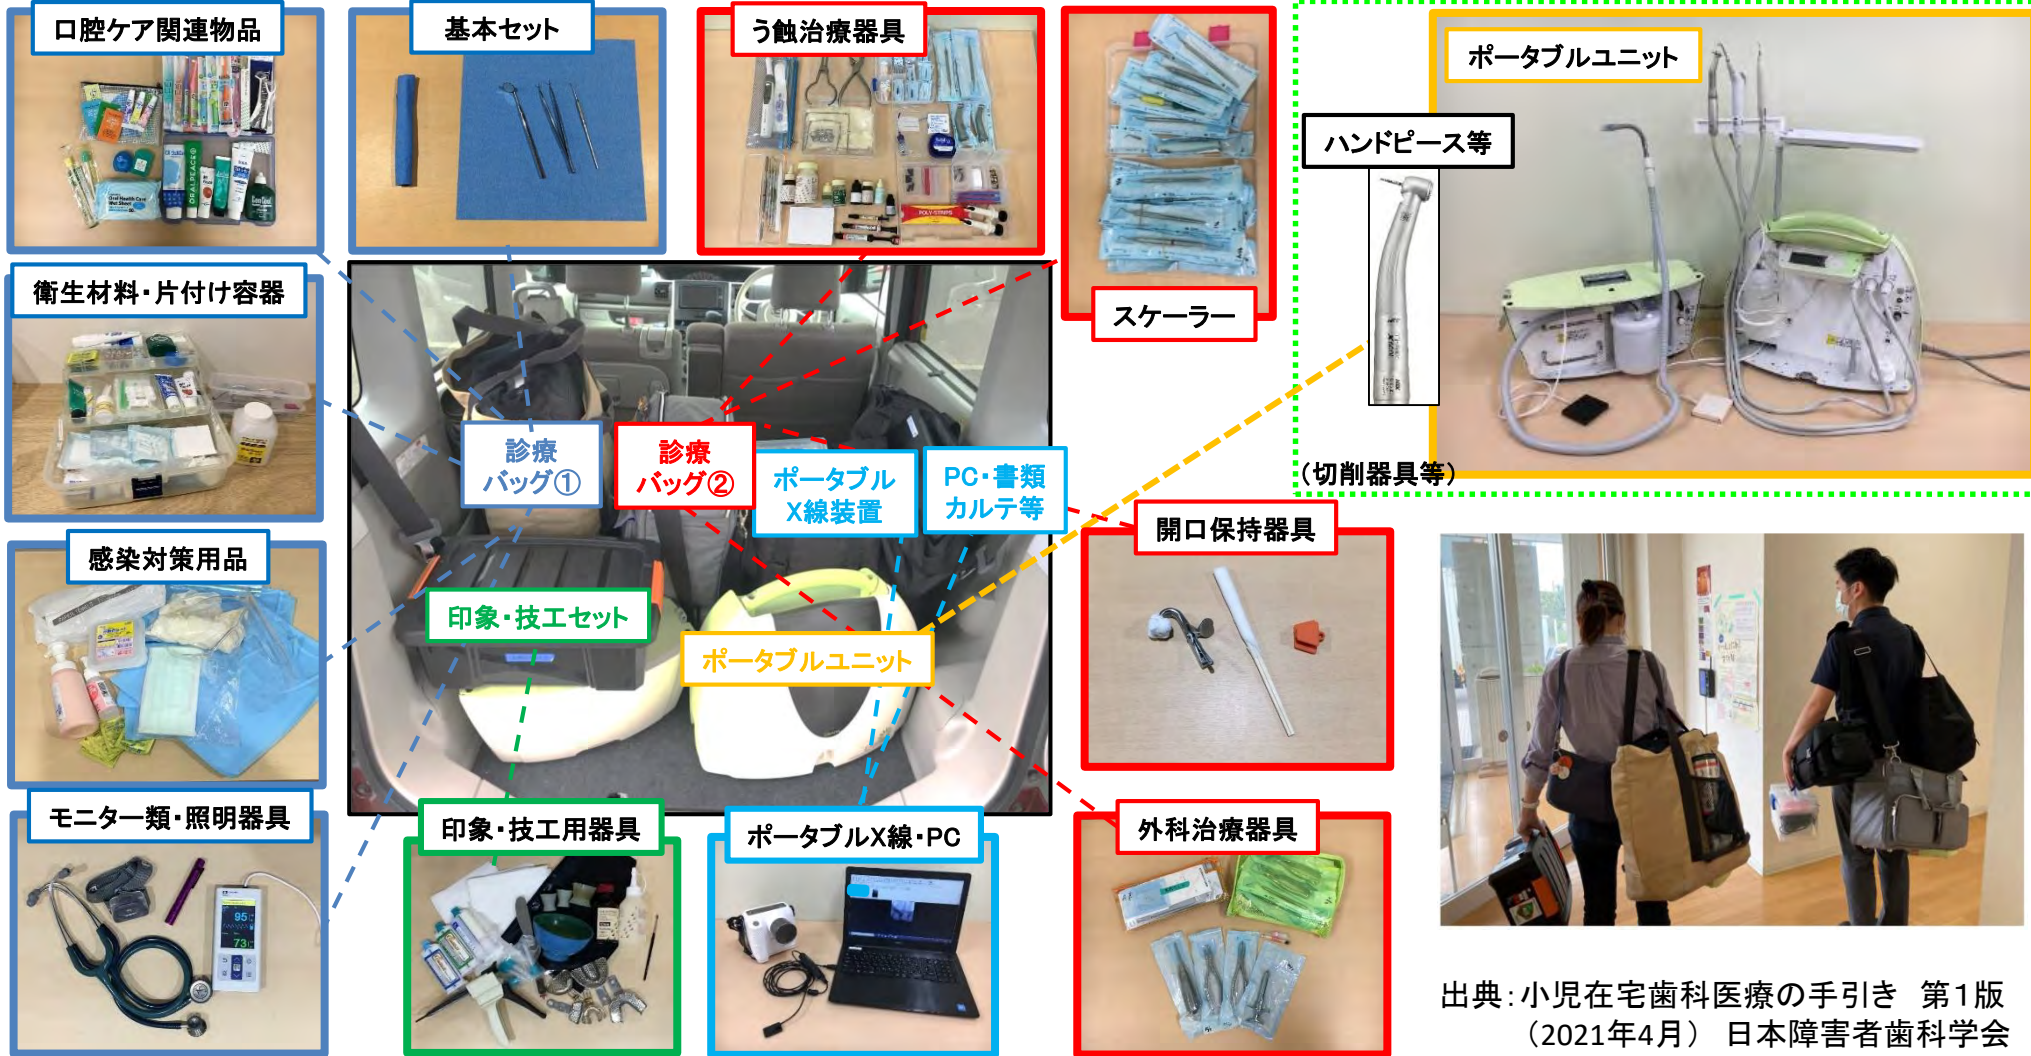 口腔ケア関連物品
基本セット
う蝕治療器具
スケーラー
ポータブルユニット
ハンドピース等
(切削器具等)
衛生材料・片付け容器
感染対策用品
モニター類・照明器具
診療
バッグ①
診療
バッグ②
ポータブル
X線装置
PC・書類
カルテ等
印象・技工セット
ポータブルユニット
開口保持器具
印象・技工用器具
ポータブルX線・PC
外科治療器具
ORALPEACE
POLY-STRIPS
95
73
出典:小児在宅歯科医療の手引き 第1版
(2021年4月) 日本障害者歯科学会